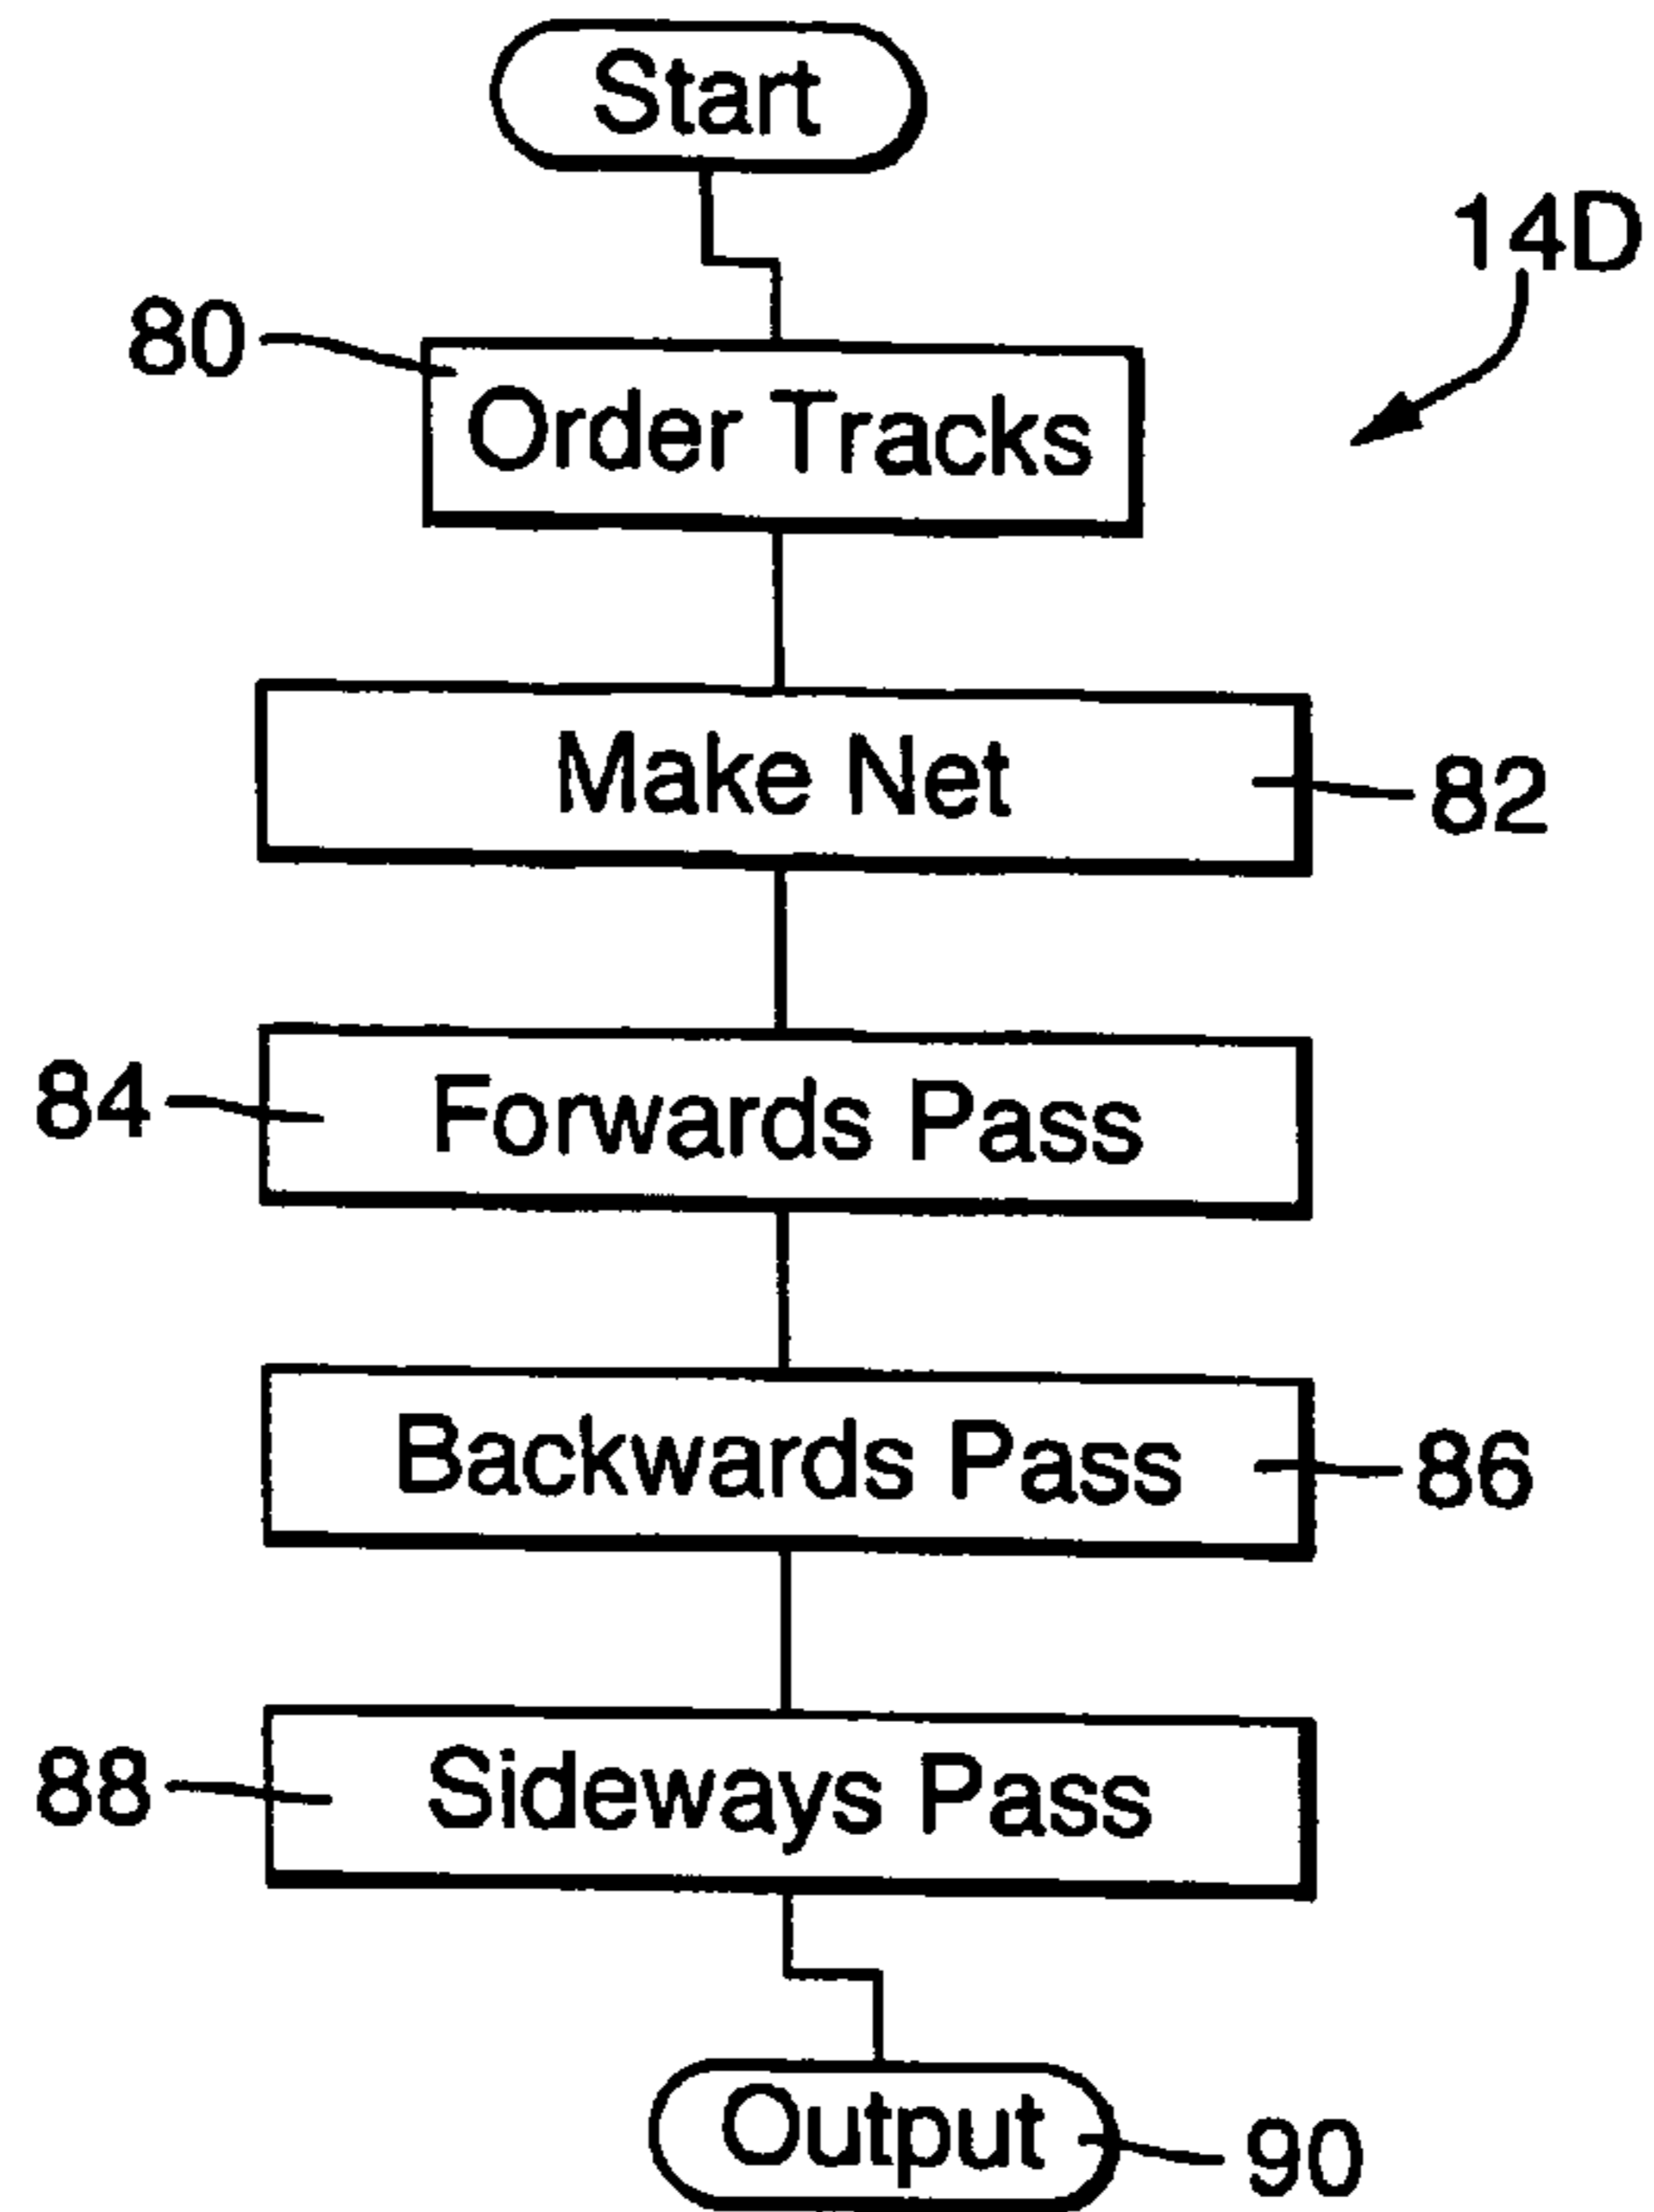 Start
14D
80
Order Tracks
Make Net
82
84
Forwards Pass
Backwards Pass
86
88
Sideways Pass
Output
90